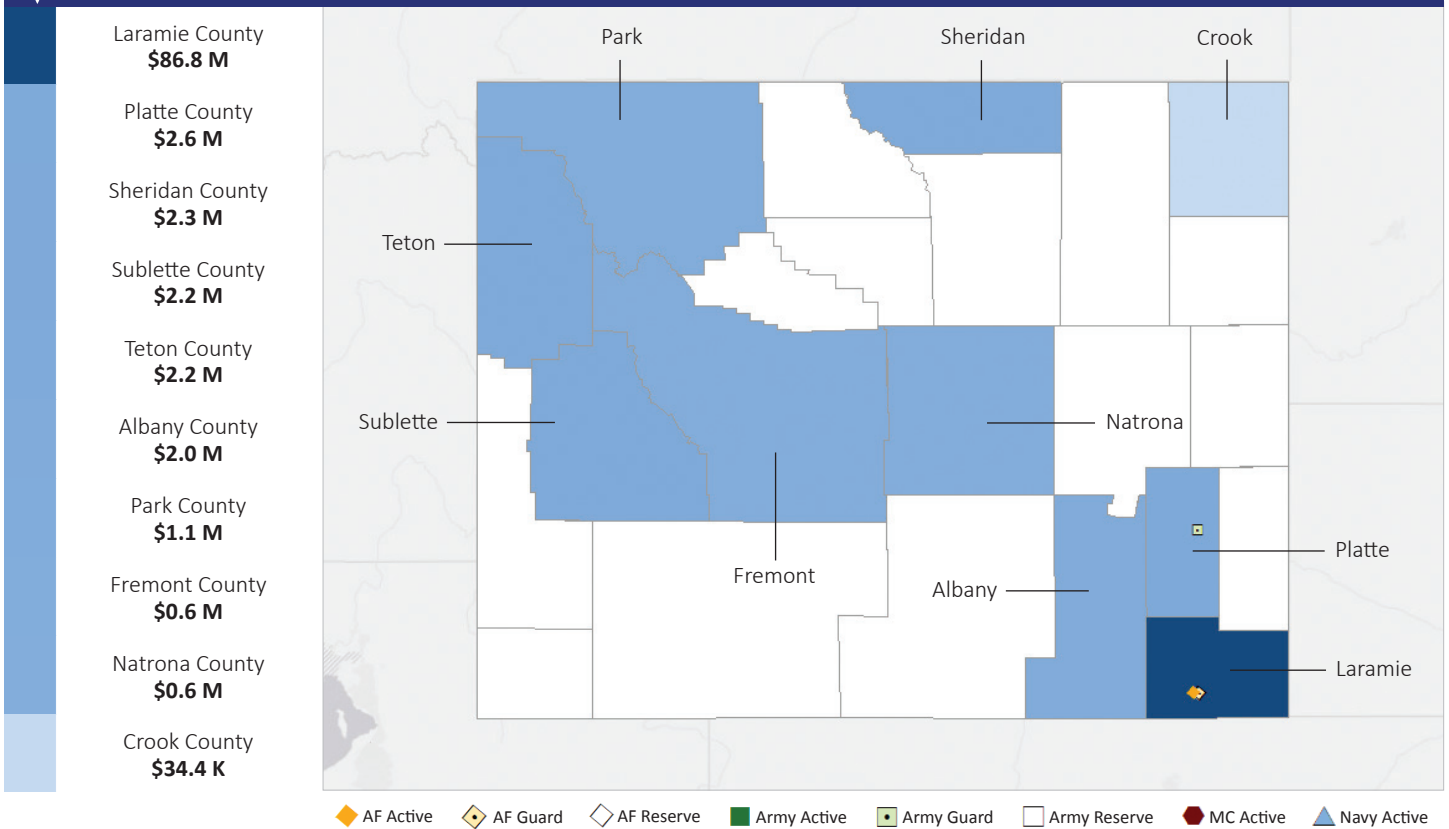 Laramie County
$86.8 M
Platte County
$2.6 M
Sheridan County
$2.3 M
Sublette County
$2.2 M
Teton County
$2.2 M
Albany County
$2.0 M
Park County
$1.1 M
Fremont County
$0.6 M
Natrona County
$0.6 M
Crook County
$34.4 K
Park
Sheridan
Crook
Teton
Sublette
Natrona
Fremont
Albany
Platte
Laramie
AF Active
AF Guard
AF Reserve
Army Active
Army Guard
Army Reserve
MC Active
Navy Active